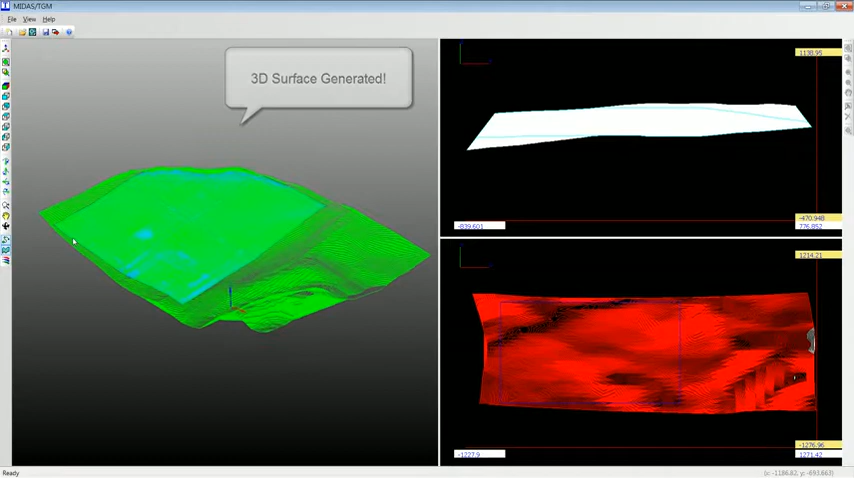 MIDAS/TGM
File View Help
3D Surface Generated!
1138.95
-839.601
-470.948
776.852
1214.21
-1276.96
-1227.9
1271.42
Ready
(x: -1186.82, y: -693.663)